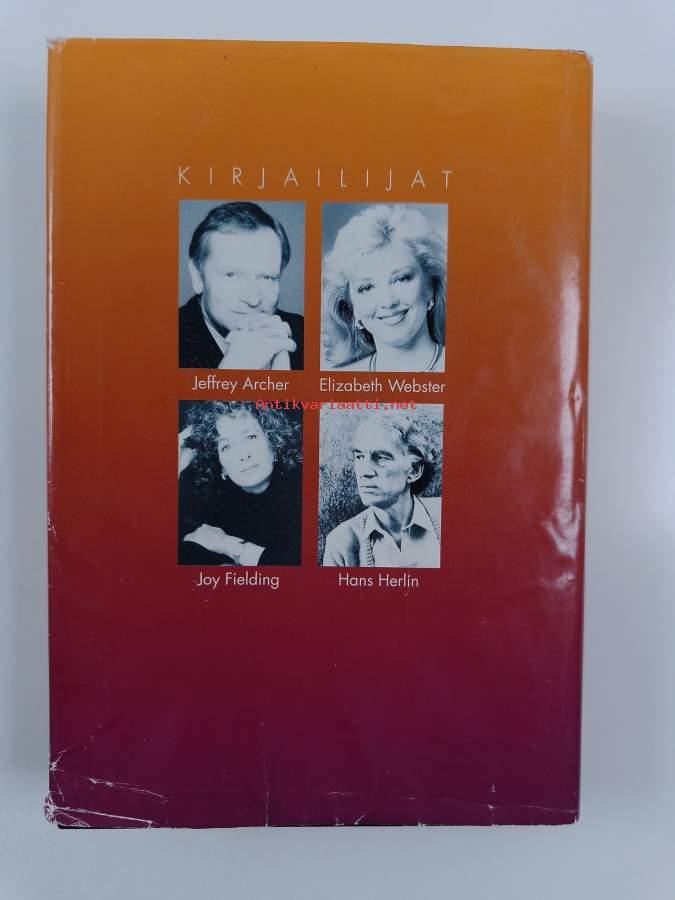 KIRJAILIJAT
Jeffrey Archer Elizabeth Webster
Antikvariaatti.net
Joy Fielding Hans Herlin